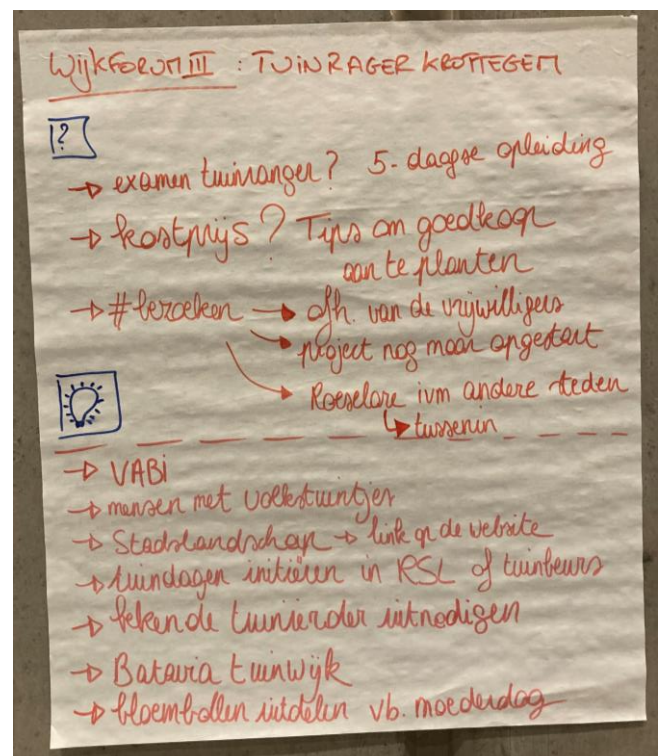 WijkFORUM III : TUINRAGER KROTTEGEM
?
→ examen tuinranger? 5-daagse opleiding
→ kostprijs? Tips om goedkoop
aan te planten
→ #bezoeken → afh. van de vrijwilligers
→ project nog maar opgestart
→ Roeselare ivm andere steden
↳ tussenin
→ VABi
→ mensen met volkstuintjes
→ Stadslandschap → link op de website
→ tuindagen initiëren in RSL of tuinbeurs
→ bekende tuinierder uitnodigen
→ Batavia tuinwijk
→ bloembollen uitdelen vb. moederdag